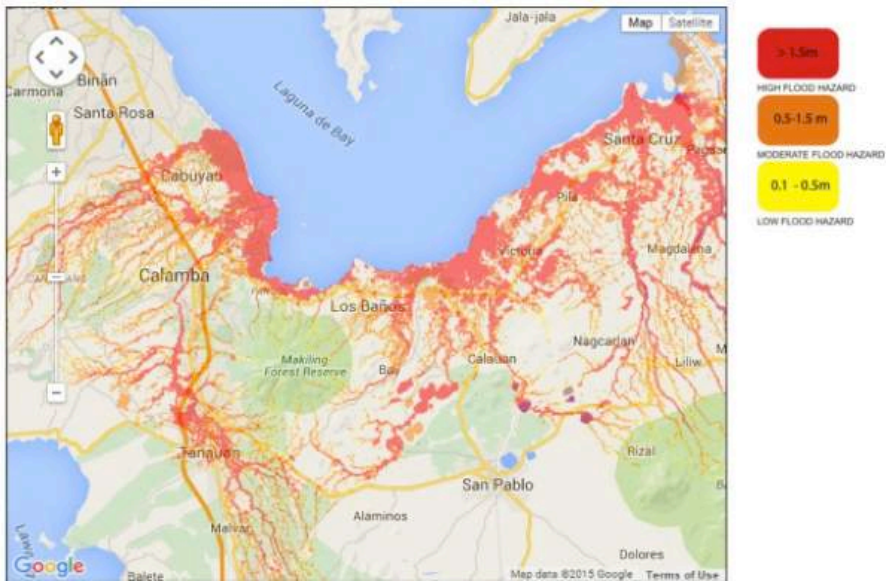 Jala-jala
Map Satellite
Biñán
Carmona
Santa Rosa
Laguna de Bay
> 1.5m
HIGH FLOOD HAZARD
0.5-1.5 m
MODERATE FLOOD HAZARD
0.1 - 0.5m
LOW FLOOD HAZARD
Santa Cruz
Cabuyao
Pila
Victoria
Magdalena
Calamba
Los Baños
Makiling
Forest Reserve
Bay
Calauan
Nagcarlan
Liliw
Tanauan
Rizal
San Pablo
Alaminos
Malvar
Dolores
Balete
Google
Map data ©2015 Google
Terms of Use